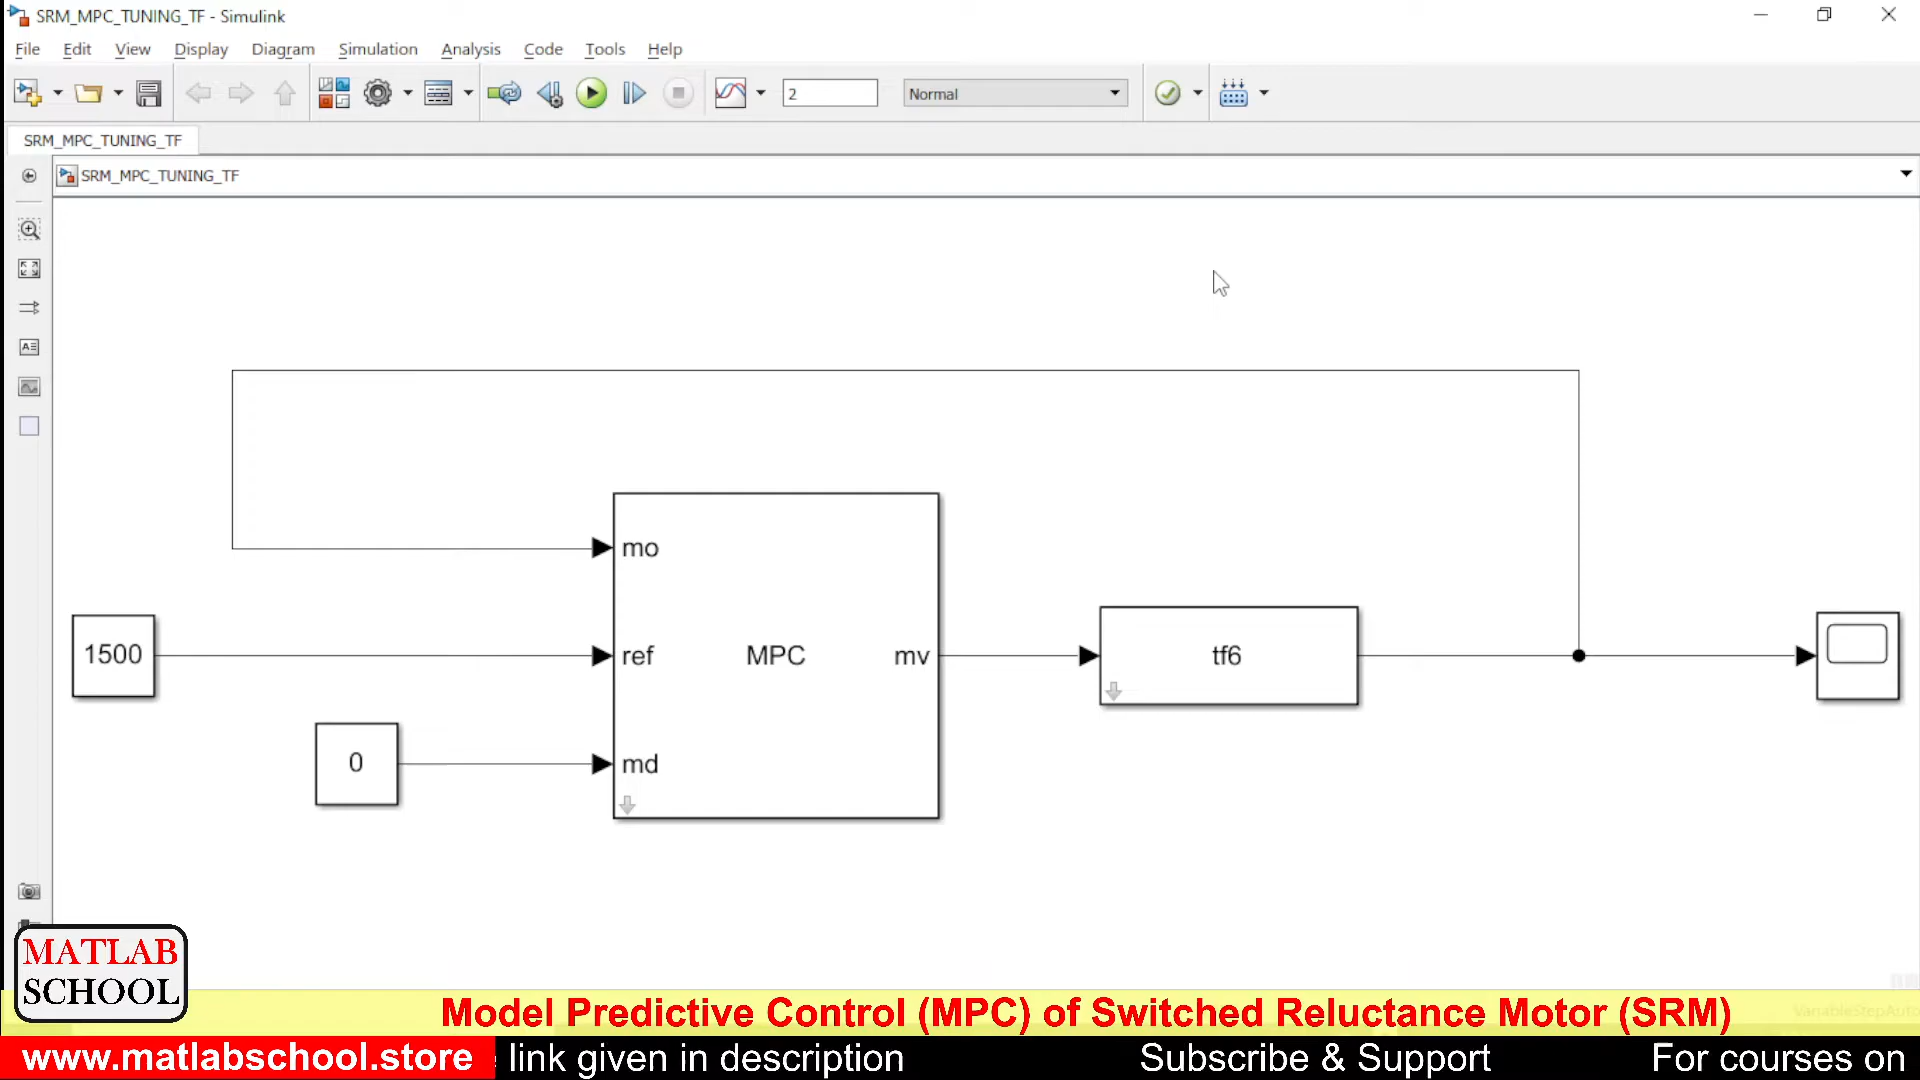 SRM_MPC_TUNING_TF - Simulink
File Edit View Display Diagram Simulation Analysis Code Tools Help
2 Normal
SRM_MPC_TUNING_TF
SRM_MPC_TUNING_TF
mo
1500 ref MPC mv tf6
0 md
MATLAB
SCHOOL
VariableStepAuto
Model Predictive Control (MPC) of Switched Reluctance Motor (SRM)
www.matlabschool.store link given in description Subscribe & Support For courses on